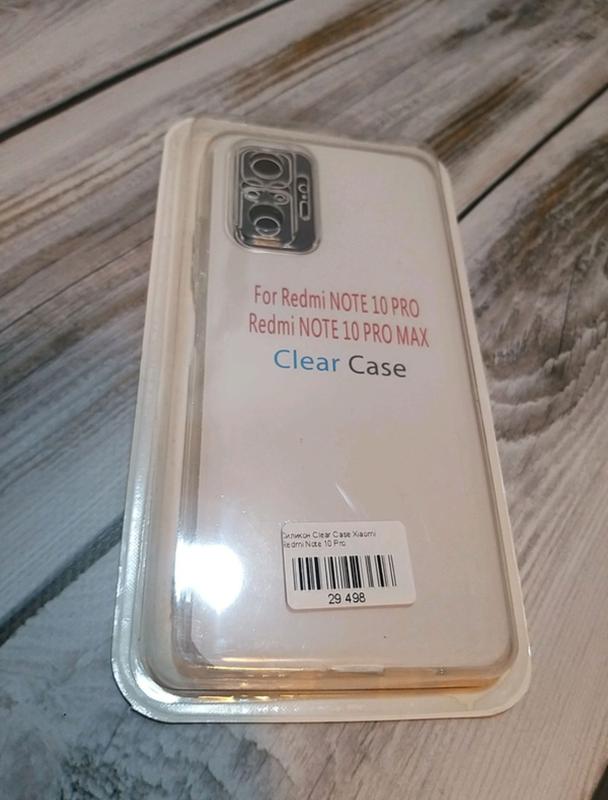 For Redmi NOTE 10 PRO
Redmi NOTE 10 PRO MAX
Clear Case
Силикон Clear Case Xiaomi
Redmi Note 10 Pro
29 498